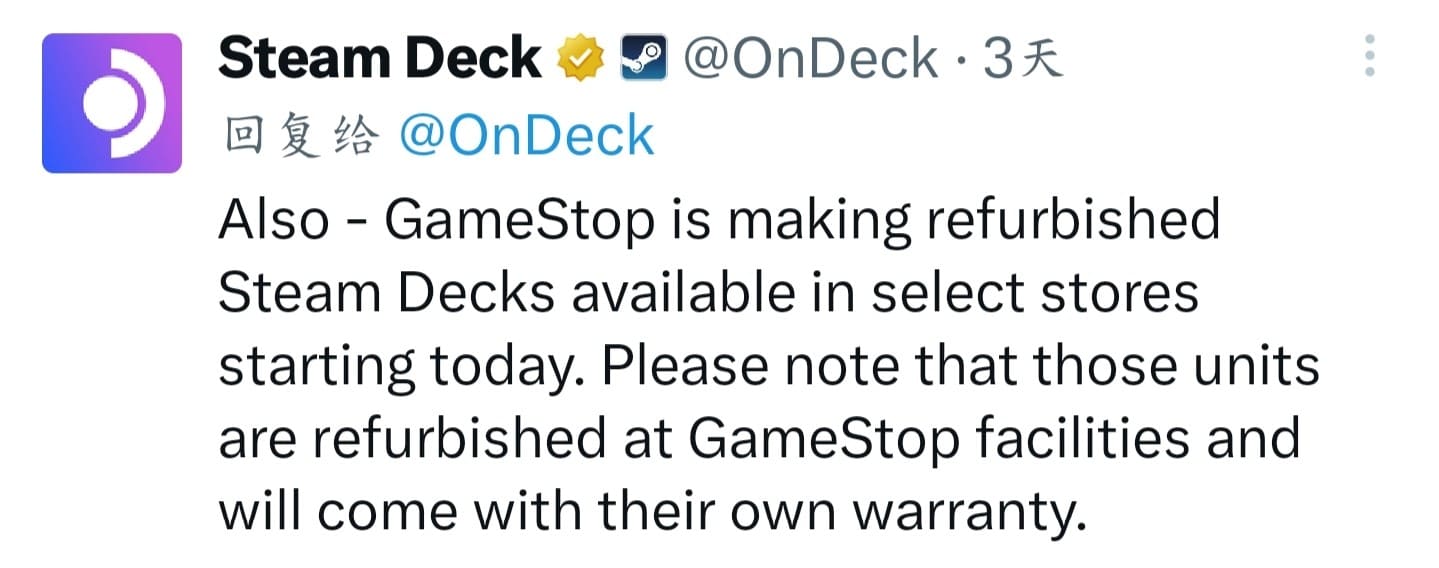 Steam Deck @OnDeck · 3天
回复给 @OnDeck
Also - GameStop is making refurbished
Steam Decks available in select stores
starting today. Please note that those units
are refurbished at GameStop facilities and
will come with their own warranty.